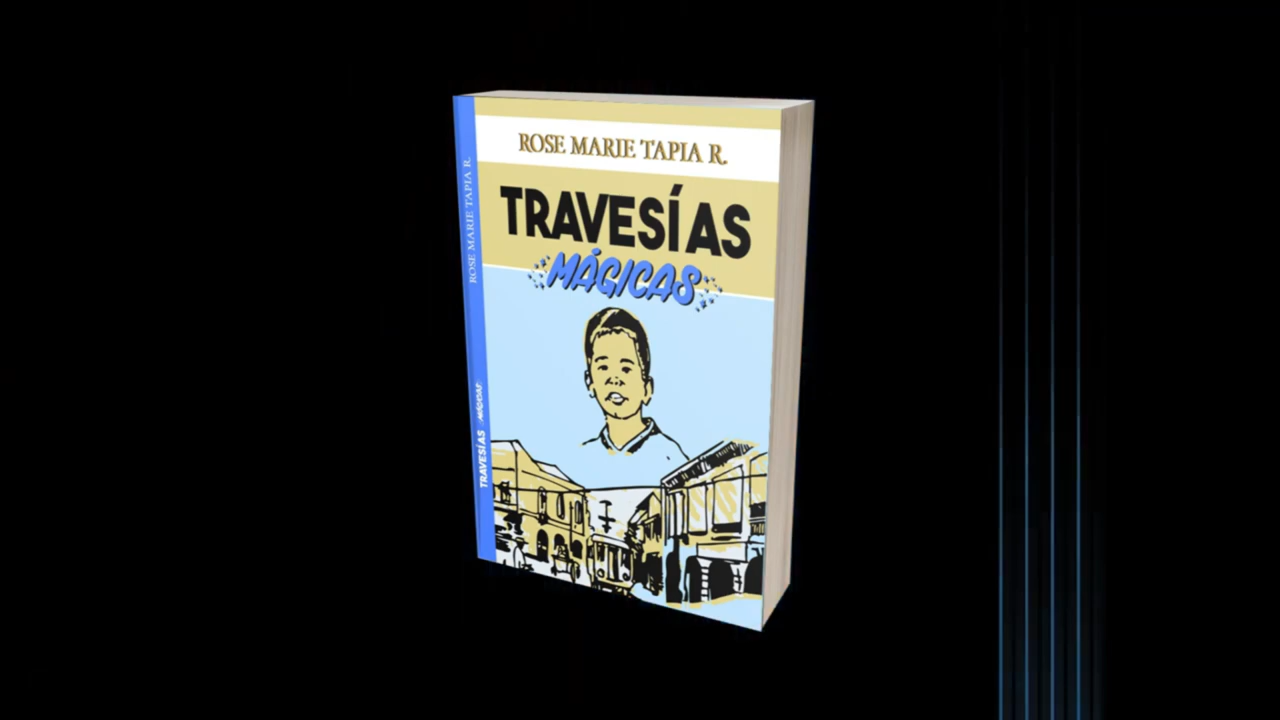 ROSE MARIE TAPIA R.
TRAVESÍAS
MÁGICAS
ROSE MARIE TAPIA R.
TRAVESÍAS MÁGICAS